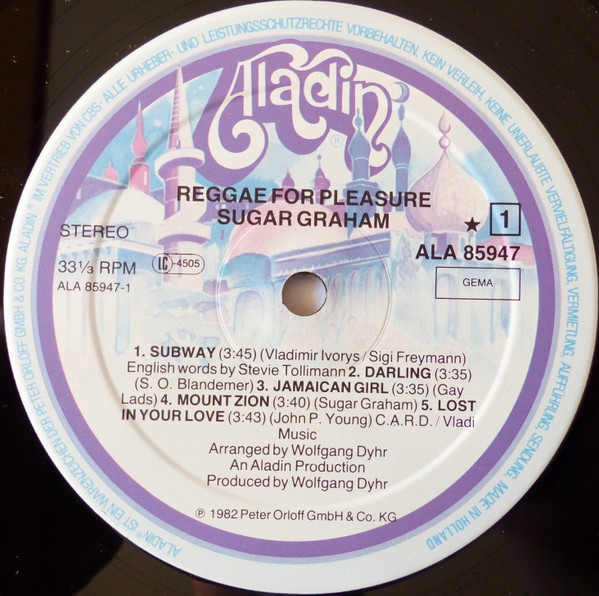 Aladin
®
REGGAE FOR PLEASURE
SUGAR GRAHAM
STEREO
33 1/3 RPM
LC-4505
ALA 85947-1
★ 1
ALA 85947
GEMA
1. SUBWAY (3:45) (Vladimir Ivorys/Sigi Freymann)
English words by Stevie Tollimann 2. DARLING (3:35)
(S. O. Blandemer) 3. JAMAICAN GIRL (3:35) (Gay
Lads) 4. MOUNT ZION (3:40) (Sugar Graham) 5. LOST
IN YOUR LOVE (3:43) (John P. Young) C.A.R.D./Vladi
Music
Arranged by Wolfgang Dyhr
An Aladin Production
Produced by Wolfgang Dyhr
℗ 1982 Peter Orloff GmbH & Co. KG
ALADIN® IST EIN WARENZEICHEN DER PETER ORLOFF GMBH & CO. KG. ALADIN® IM VERTRIEB VON CBS · ALLE URHEBER- UND LEISTUNGSSCHUTZRECHTE VORBEHALTEN, KEIN VERLEIH, KEINE UNERLAUBTE VERVIELFÄLTIGUNG, VERMIETUNG, AUFFÜHRUNG, SENDUNG. MADE IN HOLLAND